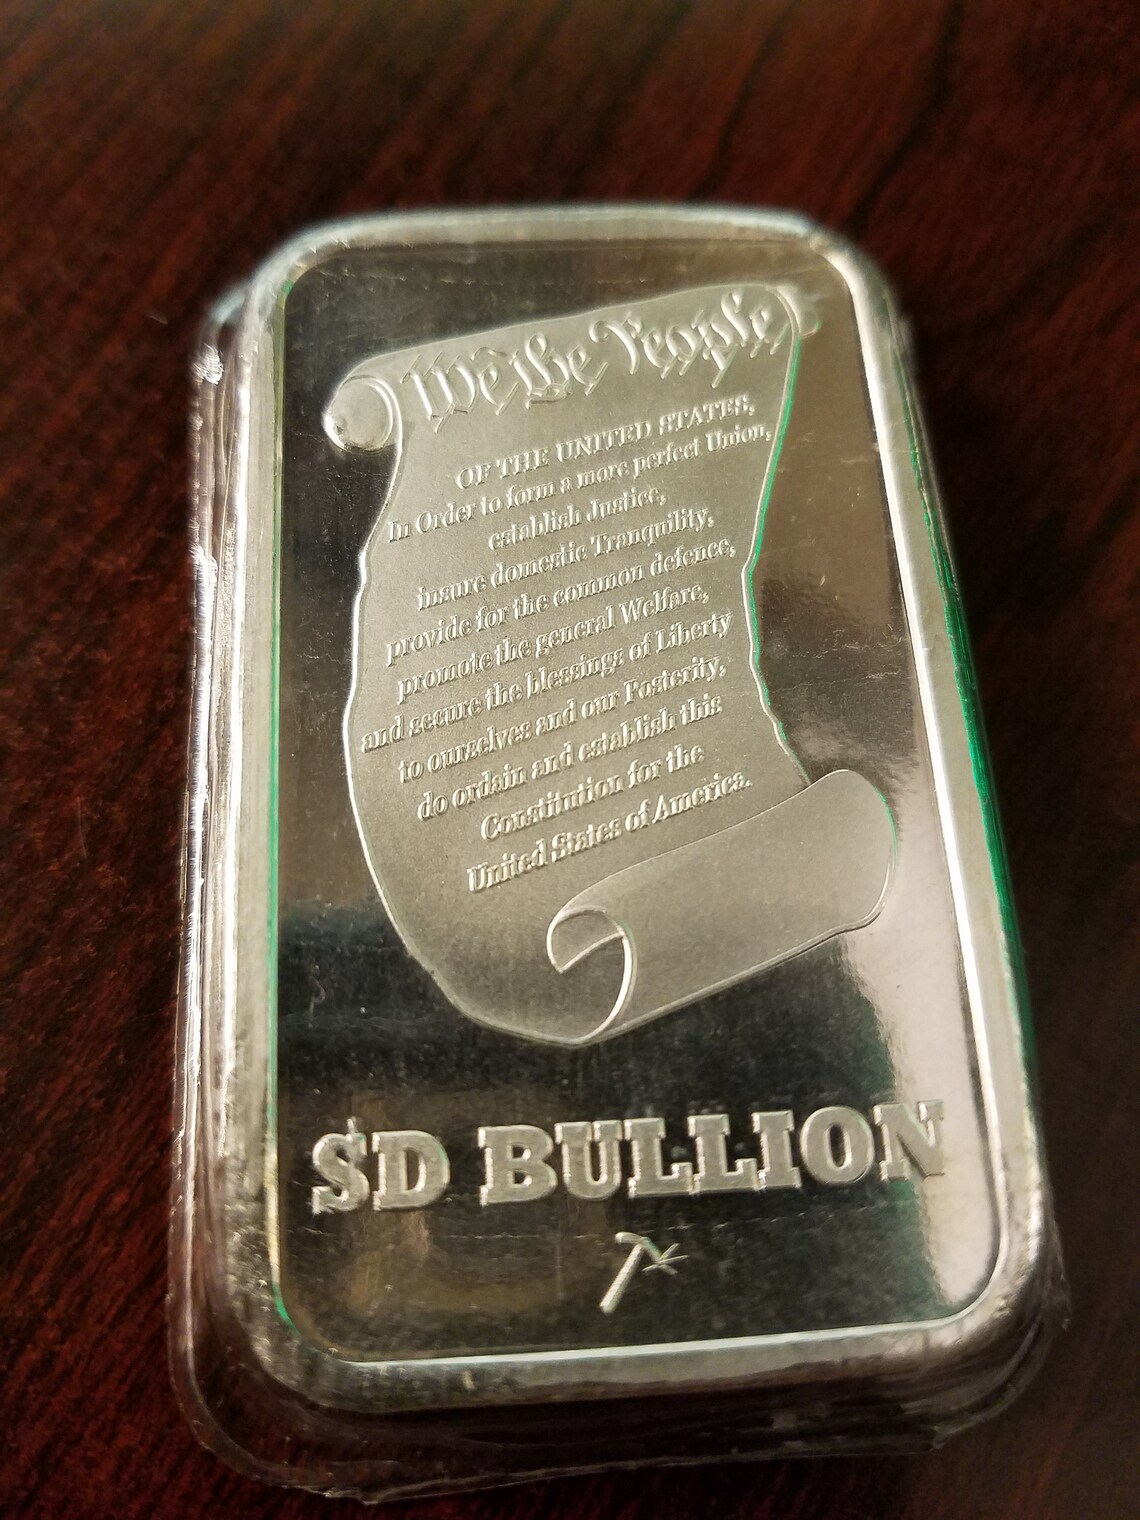 We the People
OF THE UNITED STATES,
In Order to form a more perfect Union,
establish Justice,
insure domestic Tranquility,
provide for the common defence,
promote the general Welfare,
and secure the blessings of Liberty
to ourselves and our Posterity,
do ordain and establish this
Constitution for the
United States of America.
SD BULLION